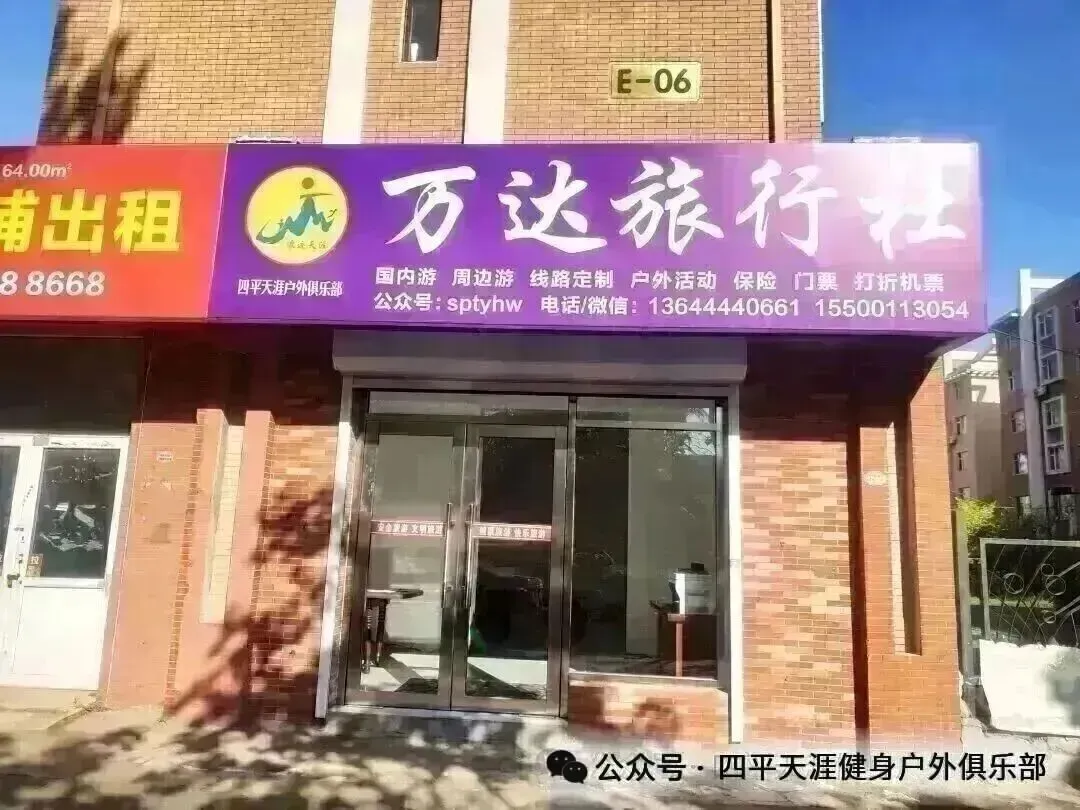 E-06
64.00m²
铺出租
8 8668
万达旅行社
四平天涯户外俱乐部
国内游 周边游 线路定制 户外活动 保险 门票 打折机票
公众号:sptyhw 电话/微信:13644440661 15500113054
公众号·四平天涯健身户外俱乐部